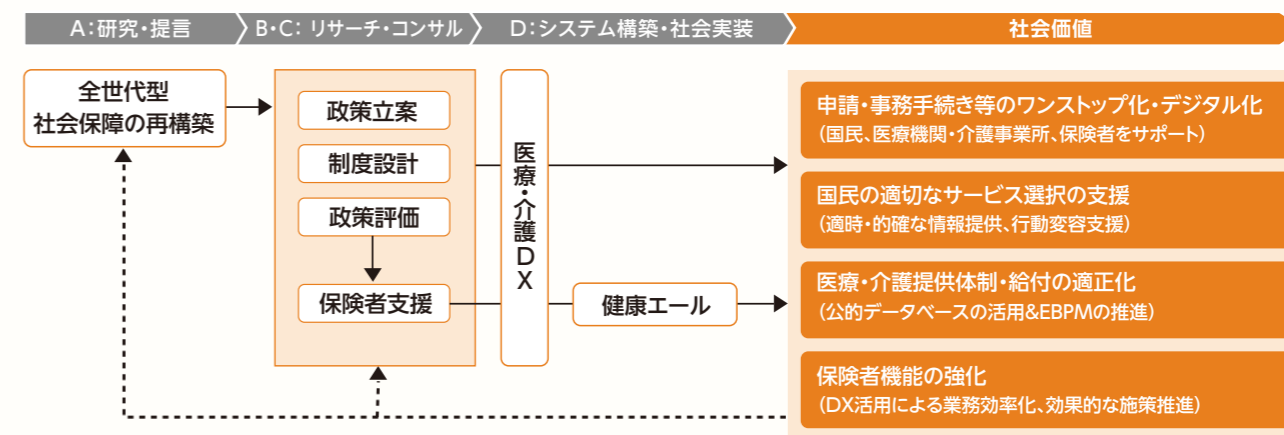 A:研究・提言
B・C: リサーチ・コンサル
D:システム構築・社会実装
社会価値
全世代型
社会保障の再構築
政策立案
制度設計
政策評価
保険者支援
医療・介護DX
健康エール
申請・事務手続き等のワンストップ化・デジタル化
(国民、医療機関・介護事業所、保険者をサポート)
国民の適切なサービス選択の支援
(適時・的確な情報提供、行動変容支援)
医療・介護提供体制・給付の適正化
(公的データベースの活用&EBPMの推進)
保険者機能の強化
(DX活用による業務効率化、効果的な施策推進)